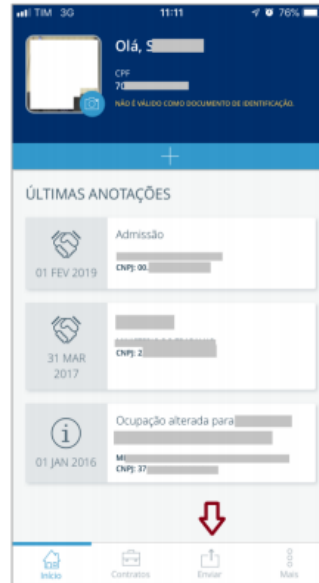 TIM 3G 11:11 76%
Olá, S
CPF
70
NÃO É VÁLIDO COMO DOCUMENTO DE IDENTIFICAÇÃO.
ÚLTIMAS ANOTAÇÕES
Admissão
CNPJ: 00.
01 FEV 2019
CNPJ: 2
31 MAR
2017
Ocupação alterada para
01 JAN 2016
CNPJ: 37
Início Contratos Enviar Mais